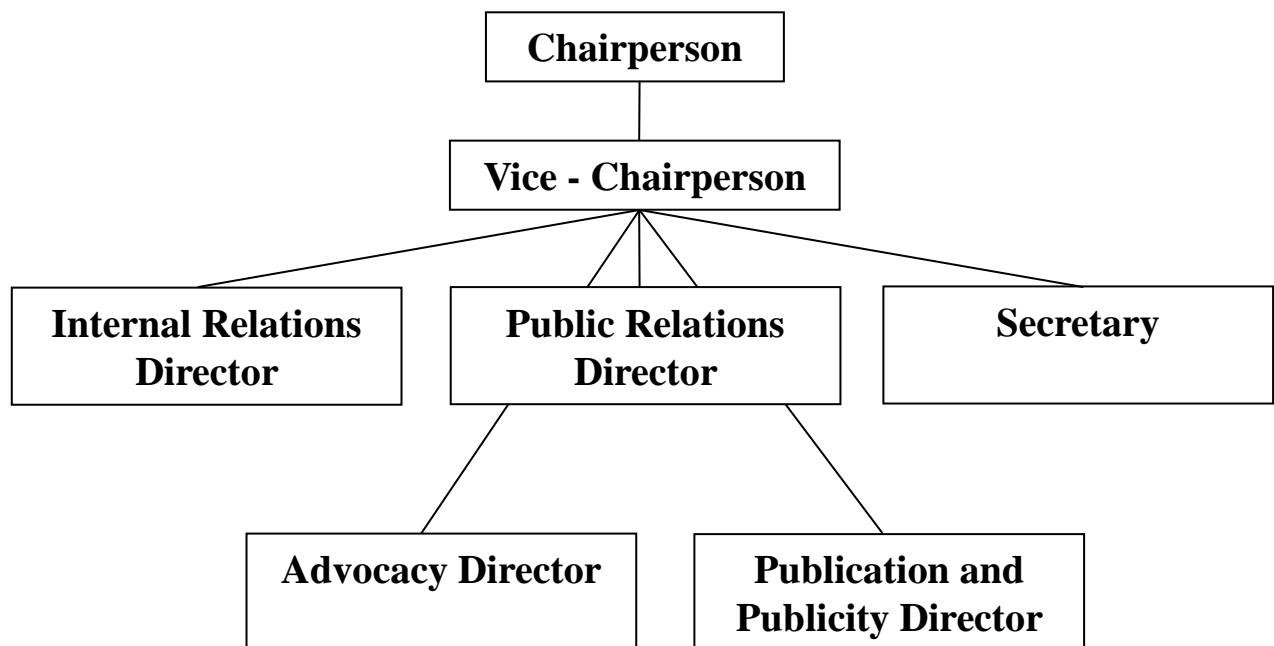 Chairperson
Vice - Chairperson
Internal Relations
Director
Public Relations
Director
Secretary
Advocacy Director
Publication and
Publicity Director